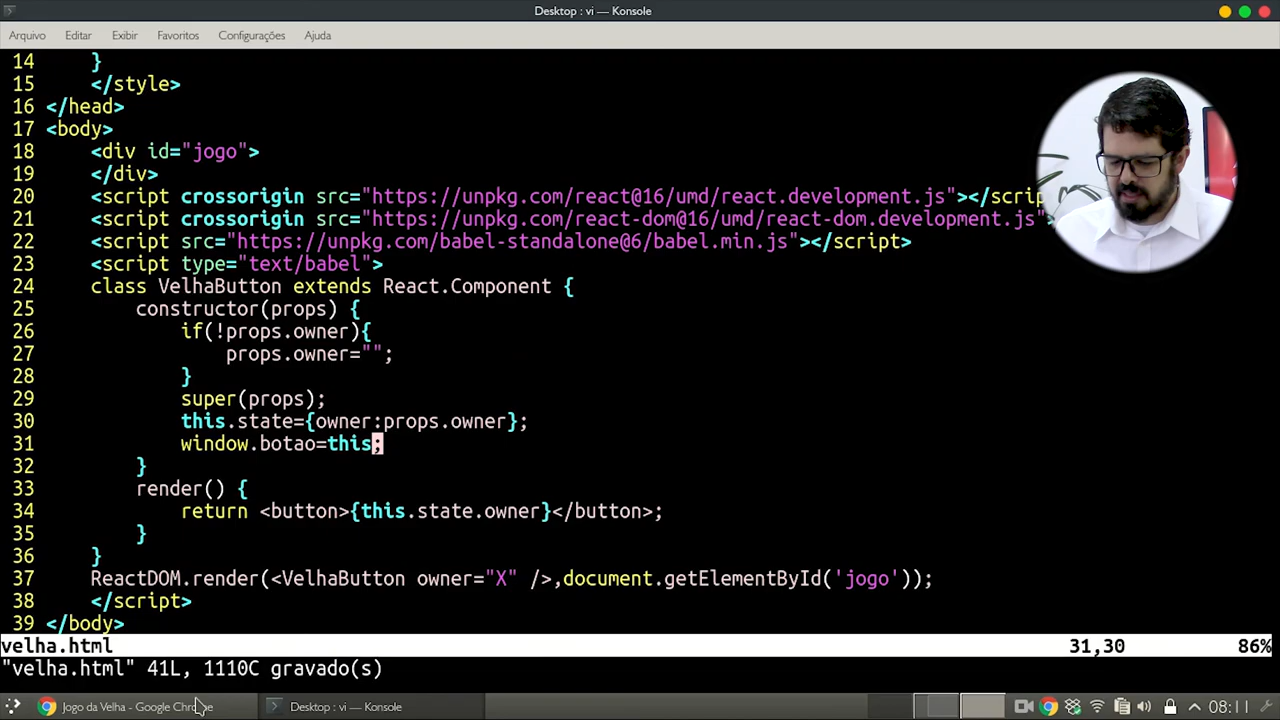 Desktop : vi — Konsole
Arquivo Editar Exibir Favoritos Configurações Ajuda
14 }
15 </style>
16 </head>
17 <body>
18 <div id="jogo">
19 </div>
20 <script crossorigin src="https://unpkg.com/react@16/umd/react.development.js"></scrip
21 <script crossorigin src="https://unpkg.com/react-dom@16/umd/react-dom.development.js">
22 <script src="https://unpkg.com/babel-standalone@6/babel.min.js"></script>
23 <script type="text/babel">
24 class VelhaButton extends React.Component {
25 constructor(props) {
26 if(!props.owner){
27 props.owner="";
28 }
29 super(props);
30 this.state={owner:props.owner};
31 window.botao=this;
32 }
33 render() {
34 return <button>{this.state.owner}</button>;
35 }
36 }
37 ReactDOM.render(<VelhaButton owner="X" />,document.getElementById('jogo'));
38 </script>
39 </body>
velha.html 31,30 86%
"velha.html" 41L, 1110C gravado(s)
Jogo da Velha - Google Chrome Desktop : vi — Konsole 08:11